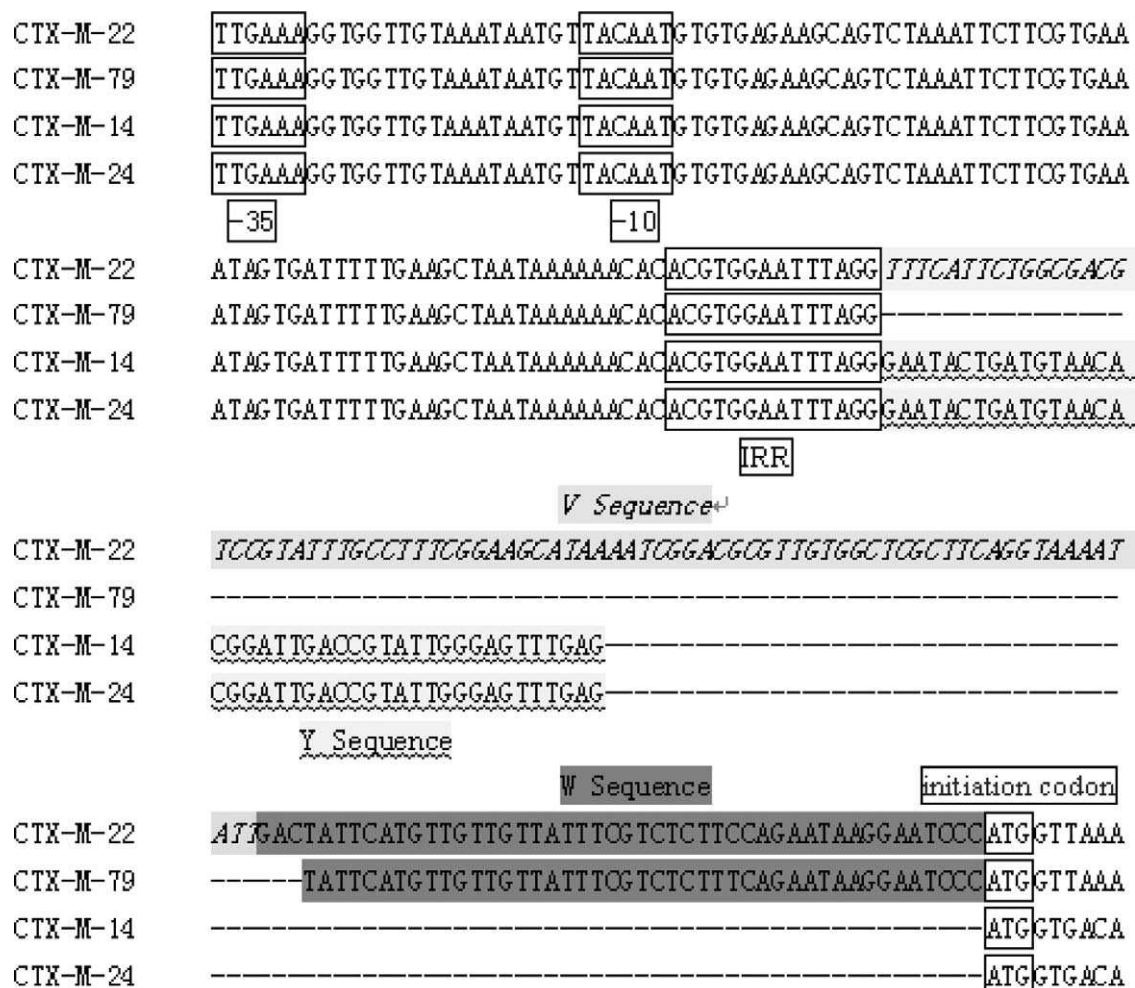 CTX-M-22 TTGAAAGGTGGTTGTAAATAATGTTACAATGTGTGAGAAGCAGTCTAAATTCTTCGTGAA
CTX-M-79 TTGAAAGGTGGTTGTAAATAATGTTACAATGTGTGAGAAGCAGTCTAAATTCTTCGTGAA
CTX-M-14 TTGAAAGGTGGTTGTAAATAATGTTACAATGTGTGAGAAGCAGTCTAAATTCTTCGTGAA
CTX-M-24 TTGAAAGGTGGTTGTAAATAATGTTACAATGTGTGAGAAGCAGTCTAAATTCTTCGTGAA
-35 -10
CTX-M-22 ATAGTGATTTTTGAAGCTAATAAAAAACACACGTGGAATTTAGGTTTCATTCTGGCGACG
CTX-M-79 ATAGTGATTTTTGAAGCTAATAAAAAACACACGTGGAATTTAGG----------------
CTX-M-14 ATAGTGATTTTTGAAGCTAATAAAAAACACACGTGGAATTTAGGGAATACTGATGTAACA
CTX-M-24 ATAGTGATTTTTGAAGCTAATAAAAAACACACGTGGAATTTAGGGAATACTGATGTAACA
IRR
V Sequence↵
CTX-M-22 TCCGTATTTGCCTTTCGGAAGCATAAAATCGGACGCGTTGTGGCTCGCTTCAGGTAAAAT
CTX-M-79 ------------------------------------------------------------
CTX-M-14 CGGATTGACCGTATTGGGAGTTTGAG----------------------------------
CTX-M-24 CGGATTGACCGTATTGGGAGTTTGAG----------------------------------
Y Sequence
W Sequence initiation codon
CTX-M-22 ATTGACTATTCATGTTGTTGTTATTTCGTCTCTTCCAGAATAAGGAATCCCATGGTTAAA
CTX-M-79 ------TATTCATGTTGTTGTTATTTCGTCTCTTTCAGAATAAGGAATCCCATGGTTAAA
CTX-M-14 ---------------------------------------------------ATGGTGACA
CTX-M-24 ---------------------------------------------------ATGGTGACA